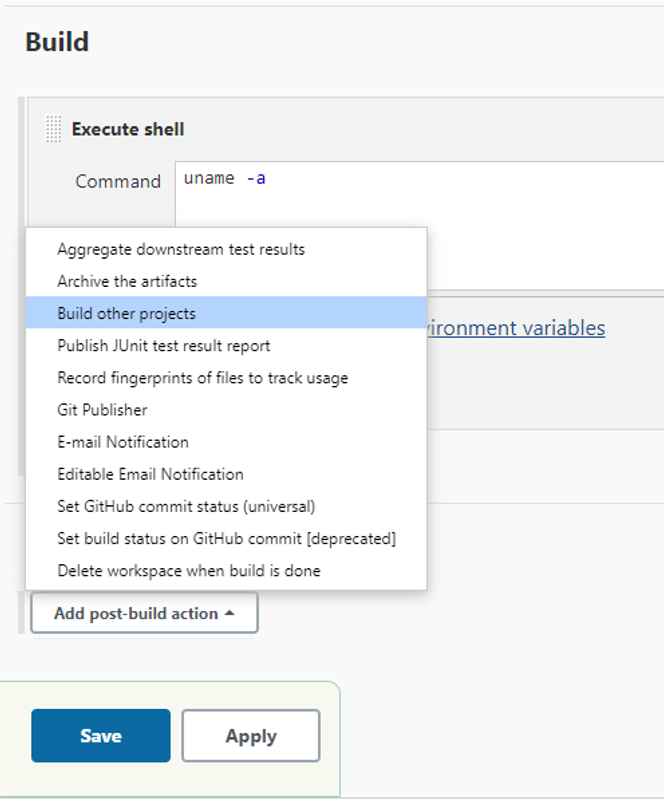 Build
Execute shell
Command
uname -a
Aggregate downstream test results
Archive the artifacts
Build other projects
vironment variables
Publish JUnit test result report
Record fingerprints of files to track usage
Git Publisher
E-mail Notification
Editable Email Notification
Set GitHub commit status (universal)
Set build status on GitHub commit [deprecated]
Delete workspace when build is done
Add post-build action
Save
Apply